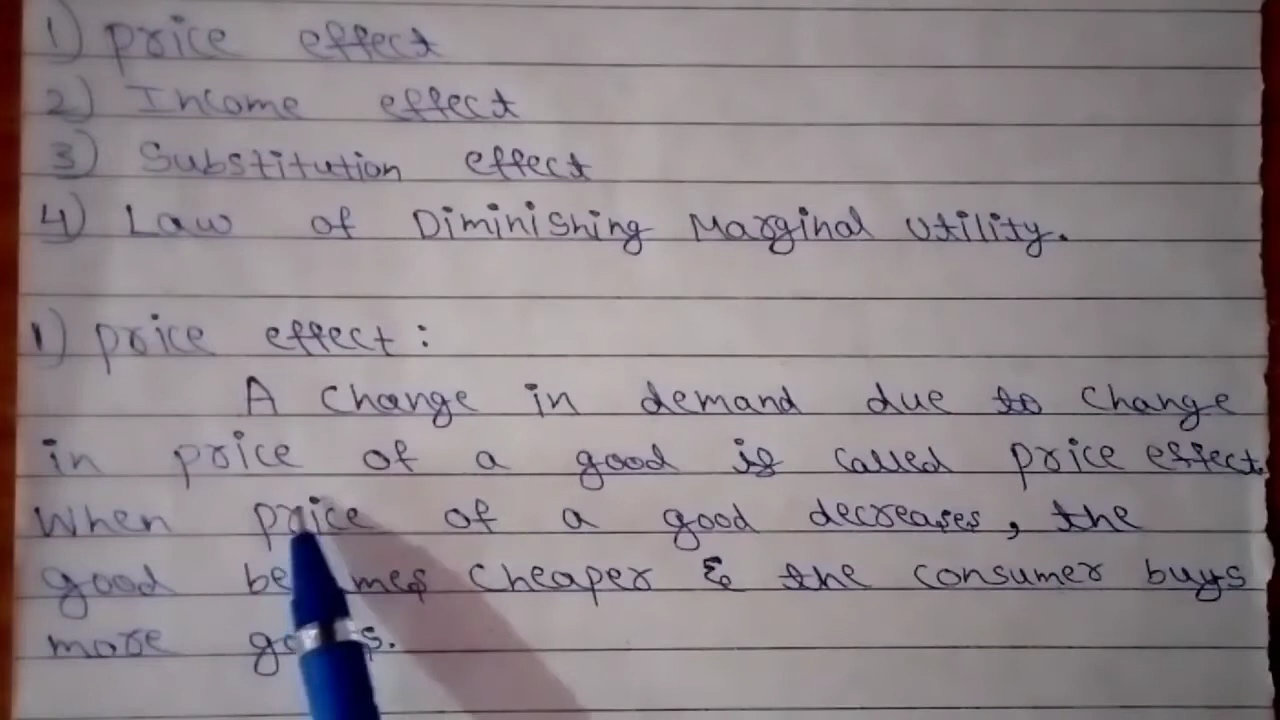 1) price effect
2) Income effect
3) Substitution effect
4) Law of Diminishing Marginal Utility.
1) price effect :
A change in demand due to change
in price of a good is called price effect.
When price of a good decreases, the
good becomes cheaper & the consumer buys
more goods.